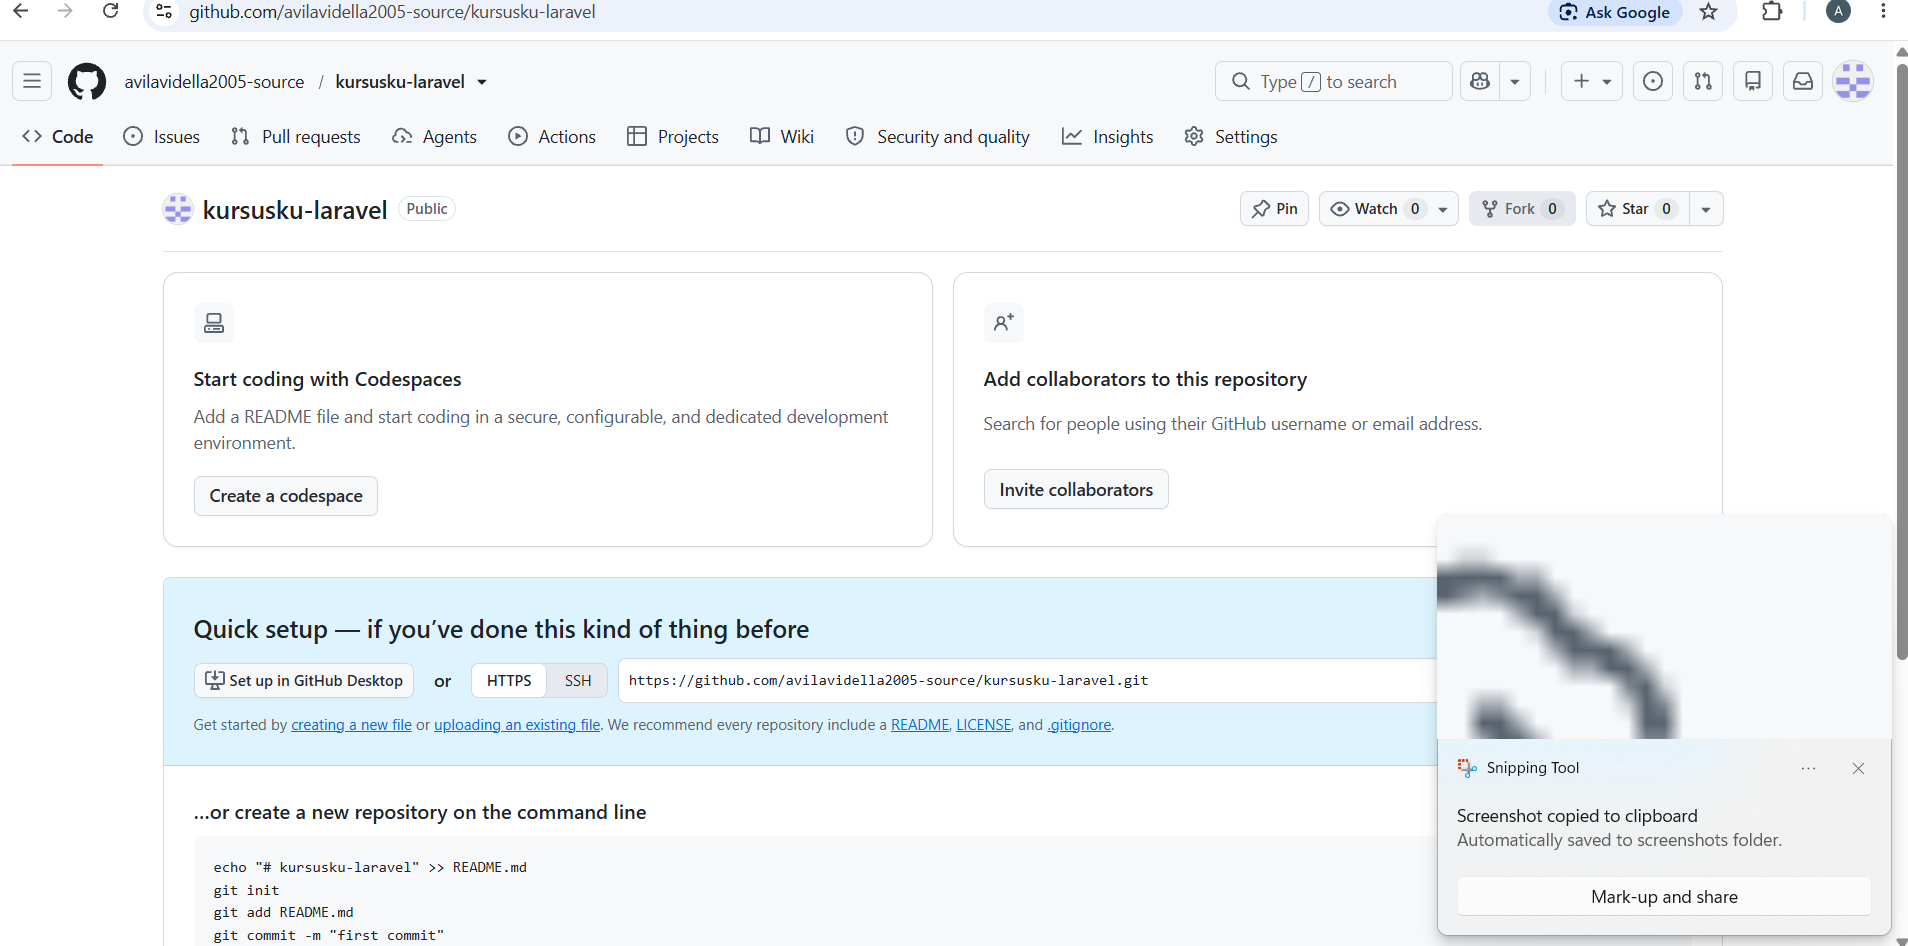 github.com/avilavidella2005-source/kursusku-laravel
Ask Google
A
avilavidella2005-source / kursusku-laravel
Type / to search
Code
Issues
Pull requests
Agents
Actions
Projects
Wiki
Security and quality
Insights
Settings
kursusku-laravel
Public
Pin
Watch 0
Fork 0
Star 0
Start coding with Codespaces
Add a README file and start coding in a secure, configurable, and dedicated development
environment.
Create a codespace
Add collaborators to this repository
Search for people using their GitHub username or email address.
Invite collaborators
Quick setup — if you’ve done this kind of thing before
Set up in GitHub Desktop
or
HTTPS
SSH
https://github.com/avilavidella2005-source/kursusku-laravel.git
Get started by creating a new file or uploading an existing file. We recommend every repository include a README, LICENSE, and .gitignore.
…or create a new repository on the command line
echo "# kursusku-laravel" >> README.md
git init
git add README.md
git commit -m "first commit"
Snipping Tool
Screenshot copied to clipboard
Automatically saved to screenshots folder.
Mark-up and share